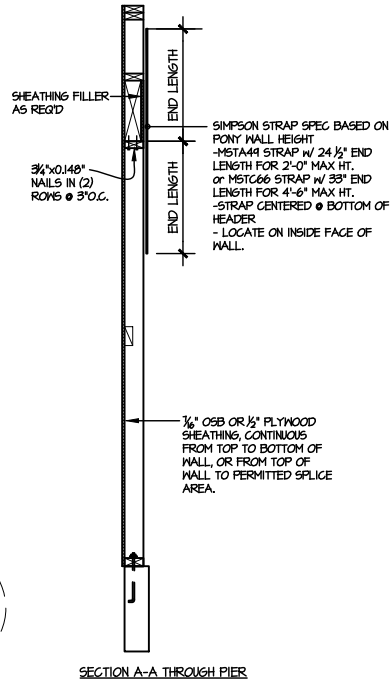 SHEATHING FILLER
AS REQ'D
END LENGTH
3¼"x0.148"
NAILS IN (2)
ROWS @ 3"O.C.
END LENGTH
SIMPSON STRAP SPEC BASED ON
PONY WALL HEIGHT
-MSTA49 STRAP W/ 24 ½" END
LENGTH FOR 2'-0" MAX HT.
or MSTC66 STRAP W/ 33" END
LENGTH FOR 4'-6" MAX HT.
-STRAP CENTERED @ BOTTOM OF
HEADER
- LOCATE ON INSIDE FACE OF
WALL.
7/16" OSB OR ½" PLYWOOD
SHEATHING, CONTINUOUS
FROM TOP TO BOTTOM OF
WALL, OR FROM TOP OF
WALL TO PERMITTED SPLICE
AREA.
SECTION A-A THROUGH PIER